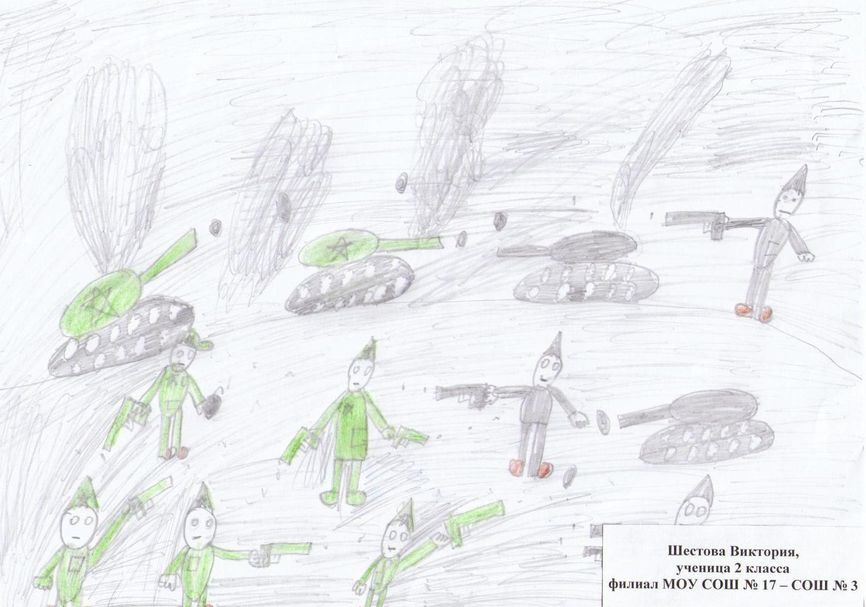 Шестова Виктория,
ученица 2 класса
филиал МОУ СОШ № 17 – СОШ № 3